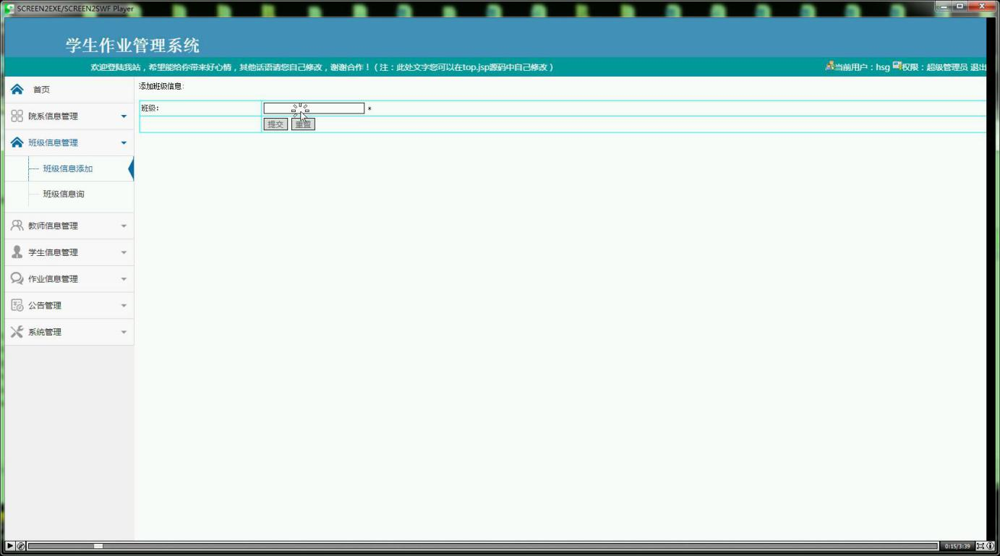 SCREEN2EXE/SCREEN2SWF Player
学生作业管理系统
欢迎登陆我站，希望能给你带来好心情，其他话语请您自己修改，谢谢合作！（注：此处文字您可以在top.jsp源码中自己修改）
当前用户：hsg 权限：超级管理员 退出
首页
院系信息管理
班级信息管理
班级信息添加
班级信息询
教师信息管理
学生信息管理
作业信息管理
公告管理
系统管理
添加班级信息:
班级: *
提交 重置
0:15/3:39